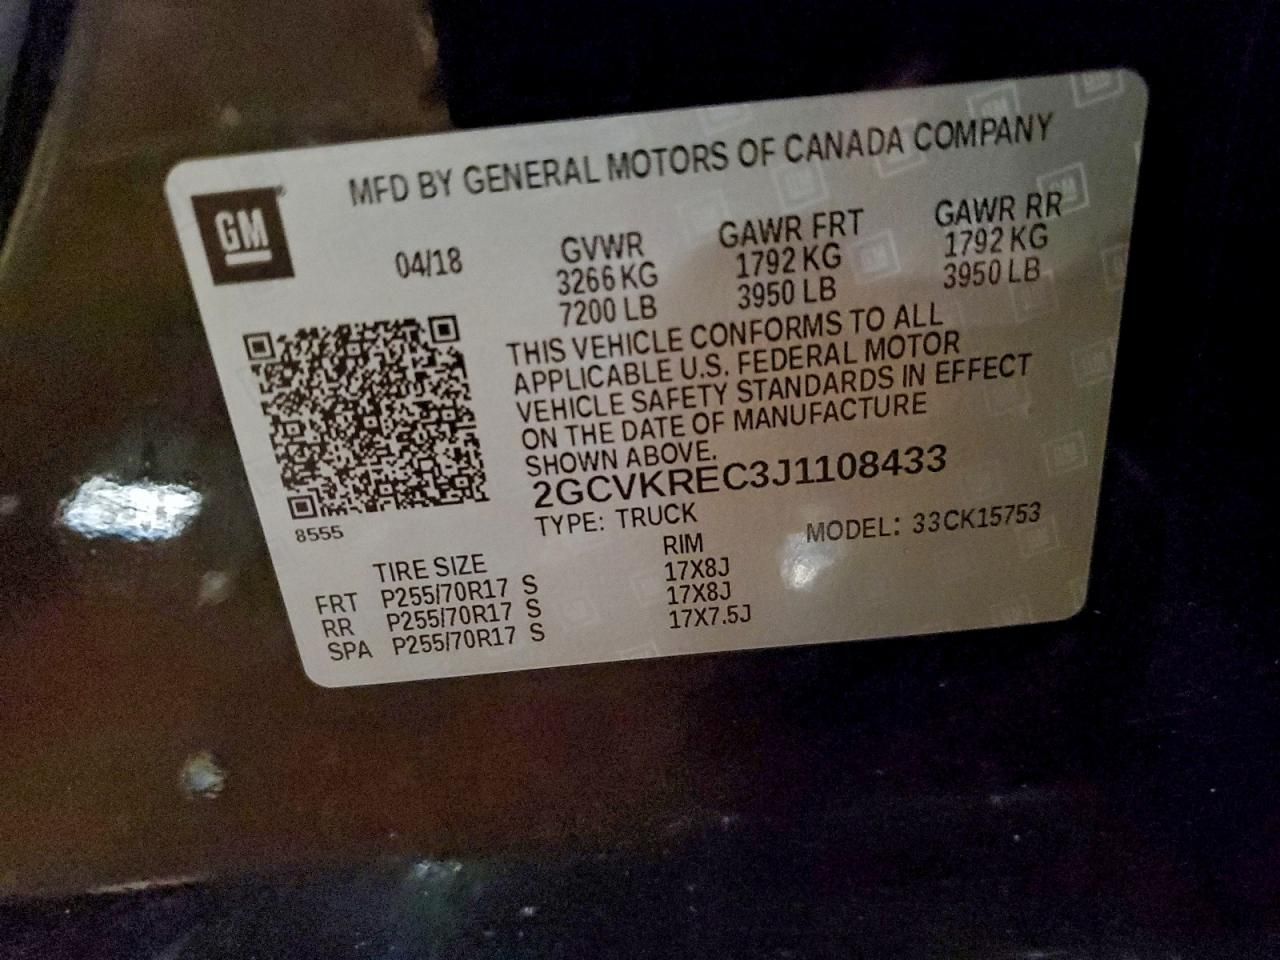 MFD BY GENERAL MOTORS OF CANADA COMPANY
GM
04/18
GVWR
3266 KG
7200 LB
GAWR FRT
1792 KG
3950 LB
GAWR RR
1792 KG
3950 LB
THIS VEHICLE CONFORMS TO ALL
APPLICABLE U.S. FEDERAL MOTOR
VEHICLE SAFETY STANDARDS IN EFFECT
ON THE DATE OF MANUFACTURE
SHOWN ABOVE.
2GCVKREC3J1108433
8555
TYPE: TRUCK
MODEL: 33CK15753
TIRE SIZE RIM
FRT P255/70R17 S 17X8J
RR P255/70R17 S 17X8J
SPA P255/70R17 S 17X7.5J